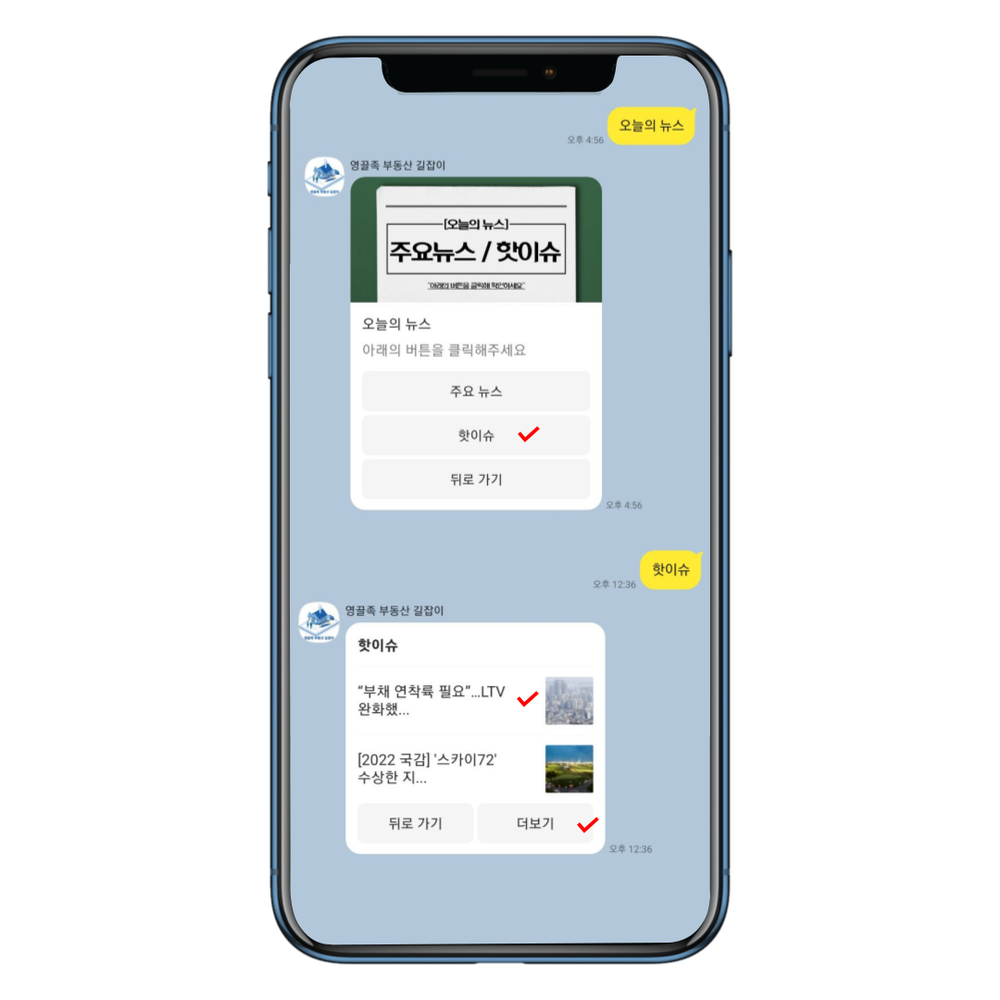 오늘의 뉴스
오후 4:56
영끌족 부동산 길잡이
[오늘의 뉴스]
주요뉴스 / 핫이슈
"아래의 버튼을 클릭해 확인하세요"
오늘의 뉴스
아래의 버튼을 클릭해주세요
주요 뉴스
핫이슈
뒤로 가기
오후 4:56
핫이슈
오후 12:36
영끌족 부동산 길잡이
핫이슈
“부채 연착륙 필요”...LTV
완화했...
[2022 국감] '스카이72'
수상한 지...
뒤로 가기
더보기
오후 12:36